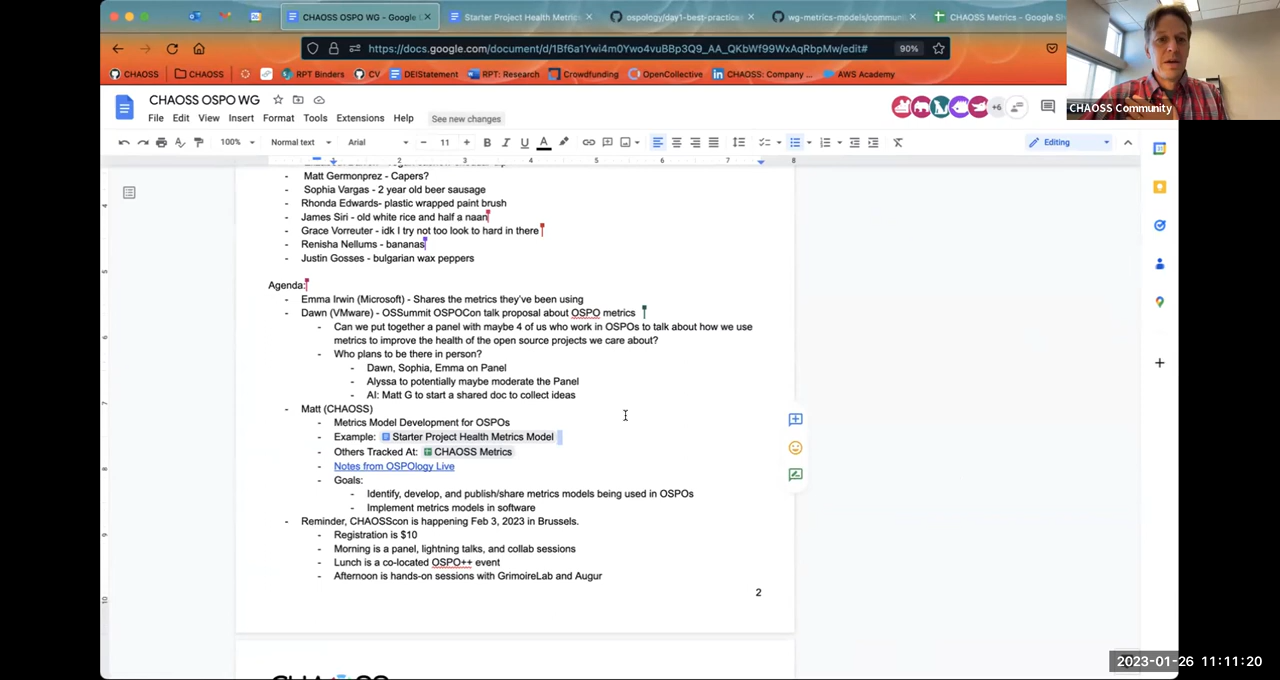 CHAOSS OSPO WG - Google
Starter Project Health Metrics
ospology/day1-best-practice
wg-metrics-models/commun
CHAOSS Metrics - Google Sh
https://docs.google.com/document/d/1Bf6a1Ywi4m0Ywo4vuBBp3Q9_AA_QKbWf99WxAqRbpMw/edit#
90%
CHAOSS
CHAOSS
RPT Binders
CV
DEIStatement
RPT: Research
Crowdfunding
OpenCollective
CHAOSS: Company ...
AWS Academy
CHAOSS Community
CHAOSS OSPO WG
File Edit View Insert Format Tools Extensions Help
See new changes
+6
100%
Normal text
Arial
11
Editing
2 3 4 5 6 7 8
- Matt Germonprez - Capers?
- Sophia Vargas - 2 year old beer sausage
- Rhonda Edwards- plastic wrapped paint brush
- James Siri - old white rice and half a naan
- Grace Vorreuter - idk I try not too look to hard in there
- Renisha Nellums - bananas
- Justin Gosses - bulgarian wax peppers
Agenda:
- Emma Irwin (Microsoft) - Shares the metrics they've been using
- Dawn (VMware) - OSSummit OSPOCon talk proposal about OSPO metrics
- Can we put together a panel with maybe 4 of us who work in OSPOs to talk about how we use
metrics to improve the health of the open source projects we care about?
- Who plans to be there in person?
- Dawn, Sophia, Emma on Panel
- Alyssa to potentially maybe moderate the Panel
- AI: Matt G to start a shared doc to collect ideas
- Matt (CHAOSS)
- Metrics Model Development for OSPOs
- Example: Starter Project Health Metrics Model
- Others Tracked At: CHAOSS Metrics
- Notes from OSPOlogy Live
- Goals:
- Identify, develop, and publish/share metrics models being used in OSPOs
- Implement metrics models in software
- Reminder, CHAOSScon is happening Feb 3, 2023 in Brussels.
- Registration is $10
- Morning is a panel, lightning talks, and collab sessions
- Lunch is a co-located OSPO++ event
- Afternoon is hands-on sessions with GrimoireLab and Augur
2
2023-01-26 11:11:20